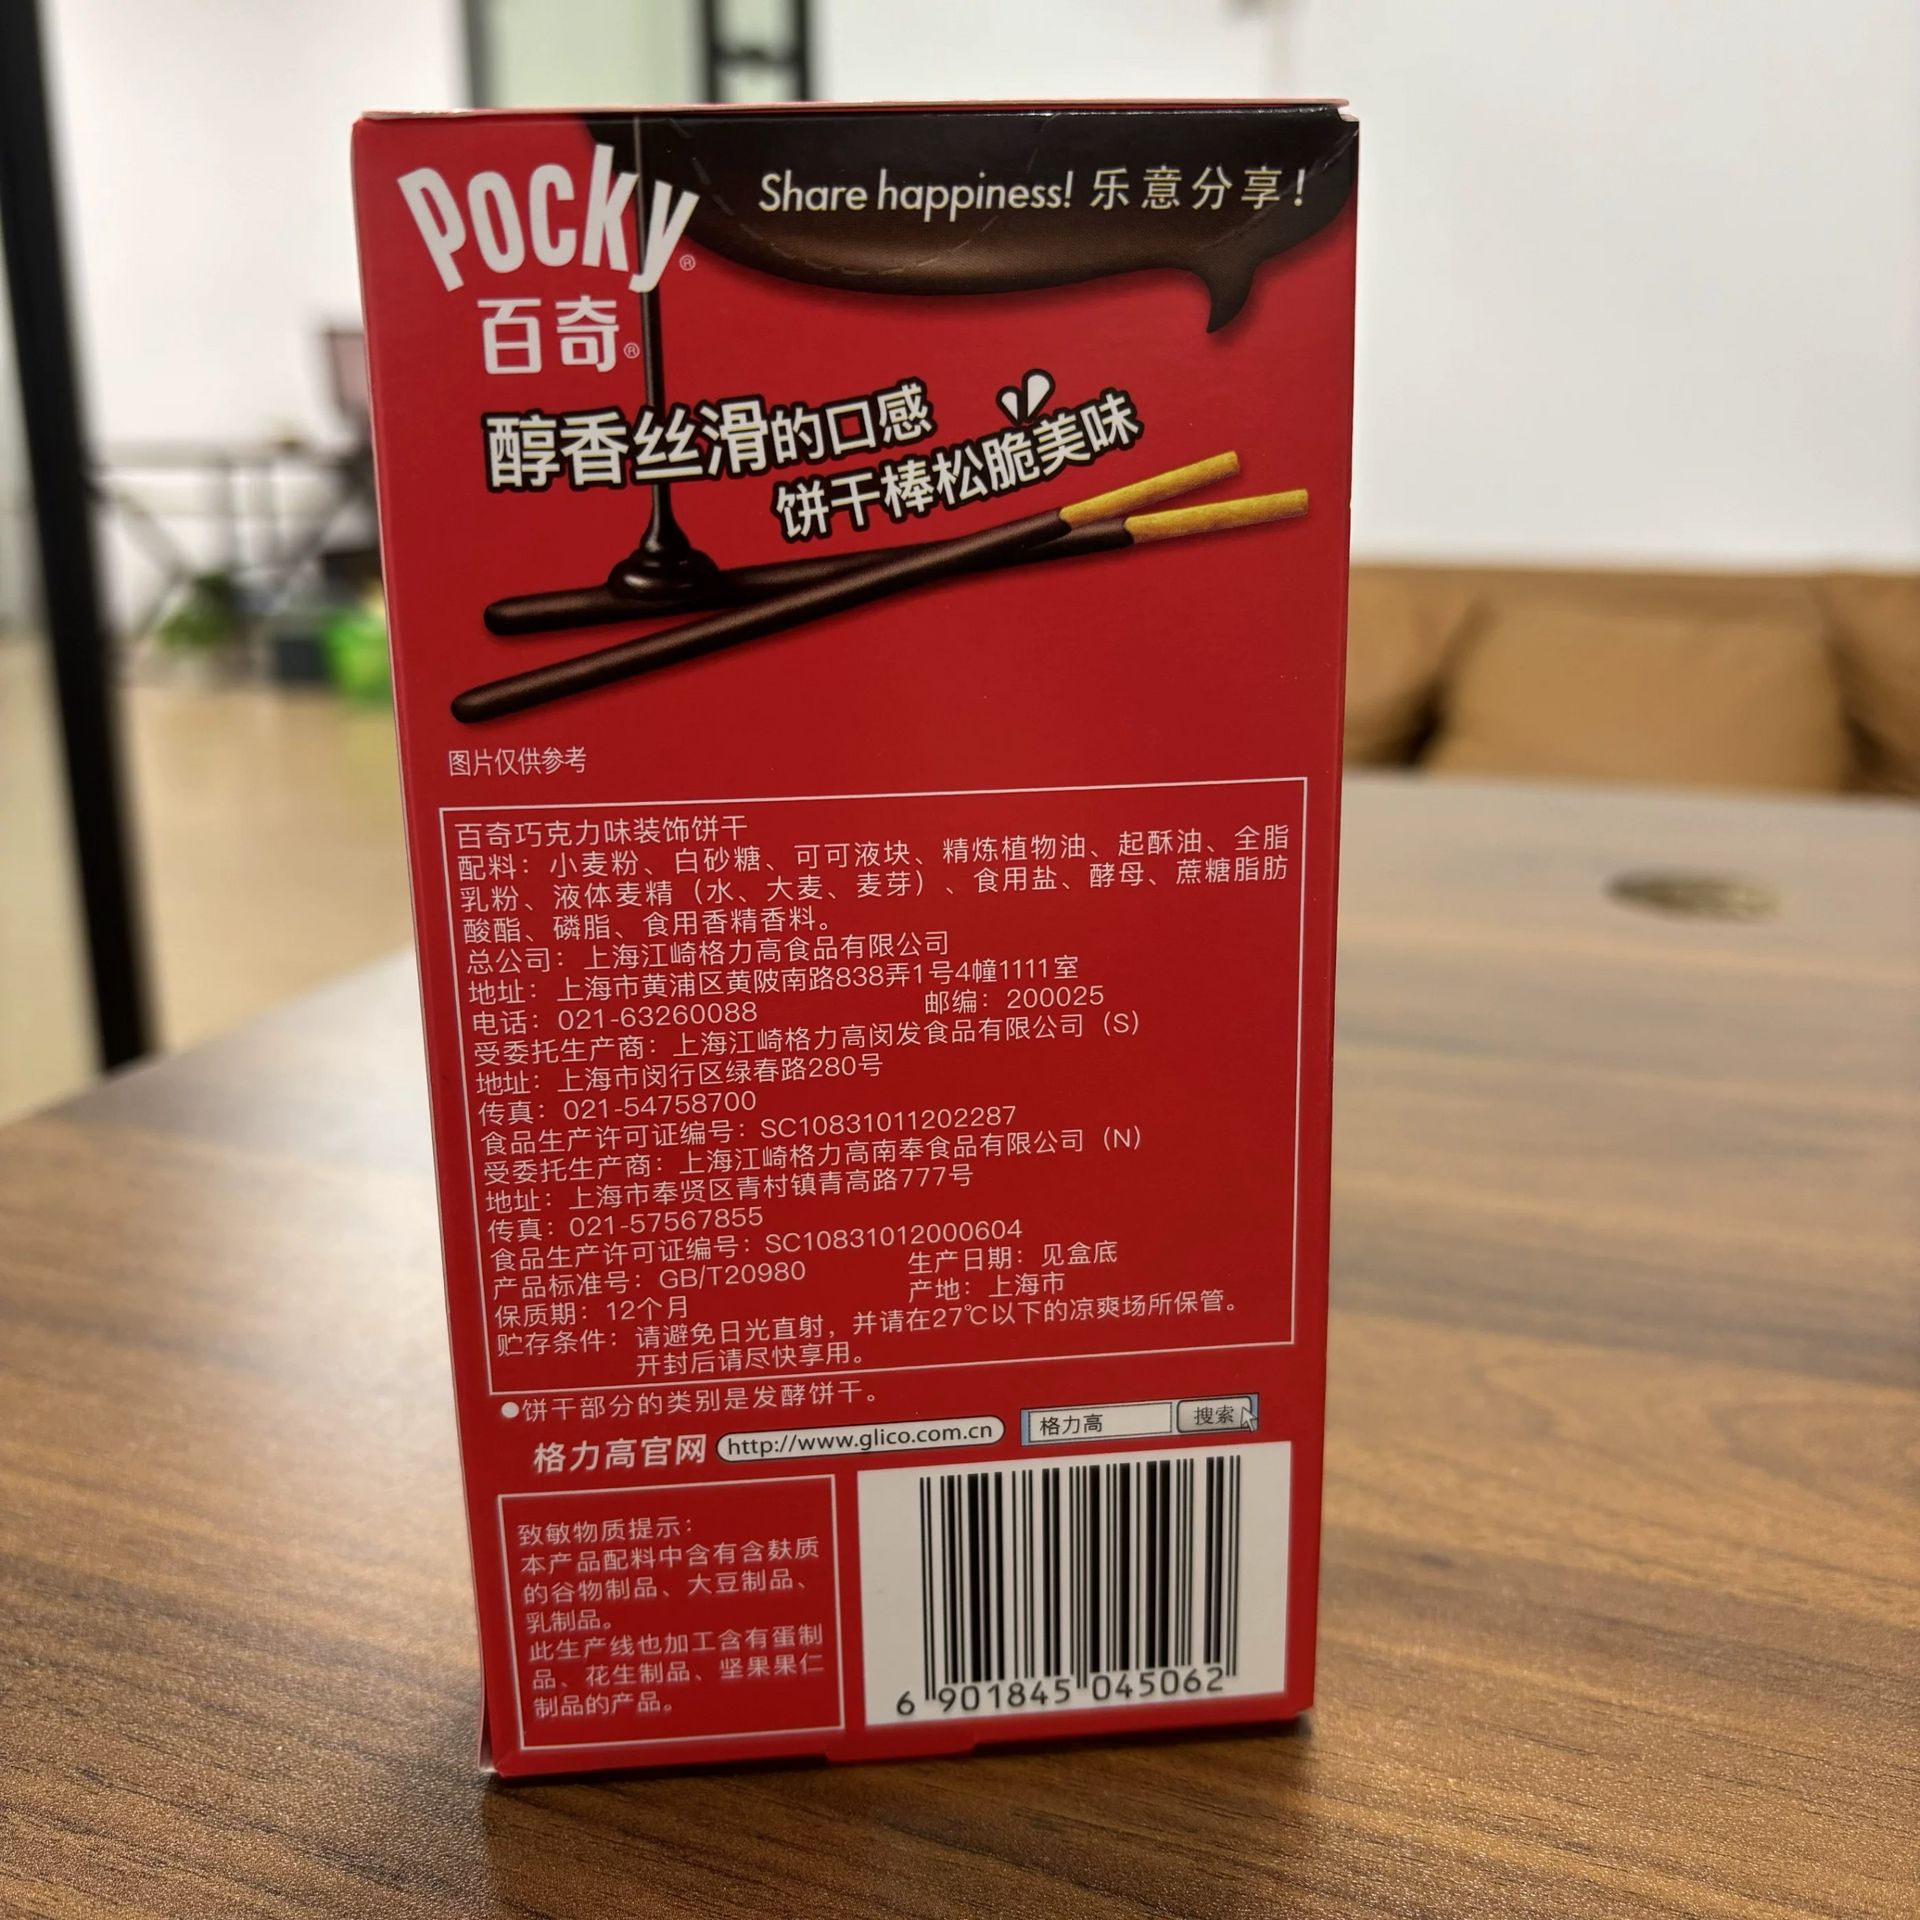 Pocky®
Share happiness! 乐意分享!
百奇®
醇香丝滑的口感
饼干棒松脆美味
图片仅供参考
百奇巧克力味装饰饼干
配料：小麦粉、白砂糖、可可液块、精炼植物油、起酥油、全脂
乳粉、液体麦精（水、大麦、麦芽）、食用盐、酵母、蔗糖脂肪
酸酯、磷脂、食用香精香料。
总公司：上海江崎格力高食品有限公司
地址：上海市黄浦区黄陂南路838弄1号4幢1111室
电话：021-63260088 邮编：200025
受委托生产商：上海江崎格力高闵发食品有限公司（S）
地址：上海市闵行区绿春路280号
传真：021-54758700
食品生产许可证编号：SC10831011202287
受委托生产商：上海江崎格力高南奉食品有限公司（N）
地址：上海市奉贤区青村镇青高路777号
传真：021-57567855
食品生产许可证编号：SC10831012000604
产品标准号：GB/T20980 生产日期：见盒底
保质期：12个月 产地：上海市
贮存条件：请避免日光直射，并请在27℃以下的凉爽场所保管。
开封后请尽快享用。
●饼干部分的类别是发酵饼干。
格力高官网 http://www.glico.com.cn 格力高 搜索
致敏物质提示：
本产品配料中含有含麸质
的谷物制品、大豆制品、
乳制品。
此生产线也加工含有蛋制
品、花生制品、坚果果仁
制品的产品。
6 901845 045062